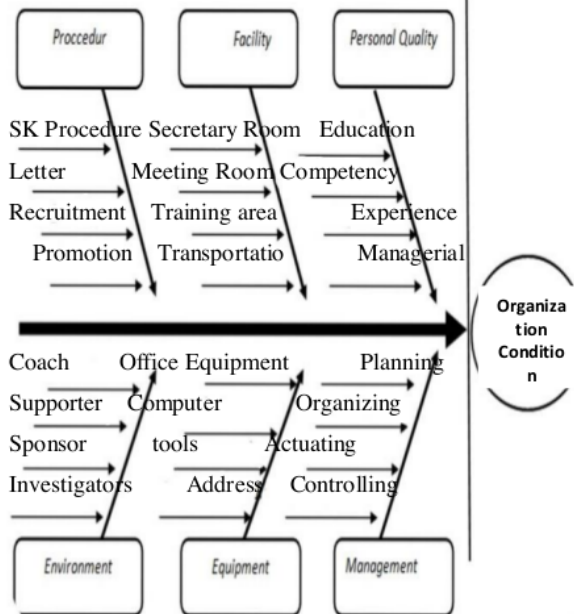 Proccedur Facility Personal Quality
SK Procedure Secretary Room Education
Letter Meeting Room Competency
Recruitment Training area Experience
Promotion Transportatio Managerial
Organiza
tion
Conditio
n
Coach Office Equipment Planning
Supporter Computer Organizing
Sponsor tools Actuating
Investigators Address Controlling
Environment Equipment Management